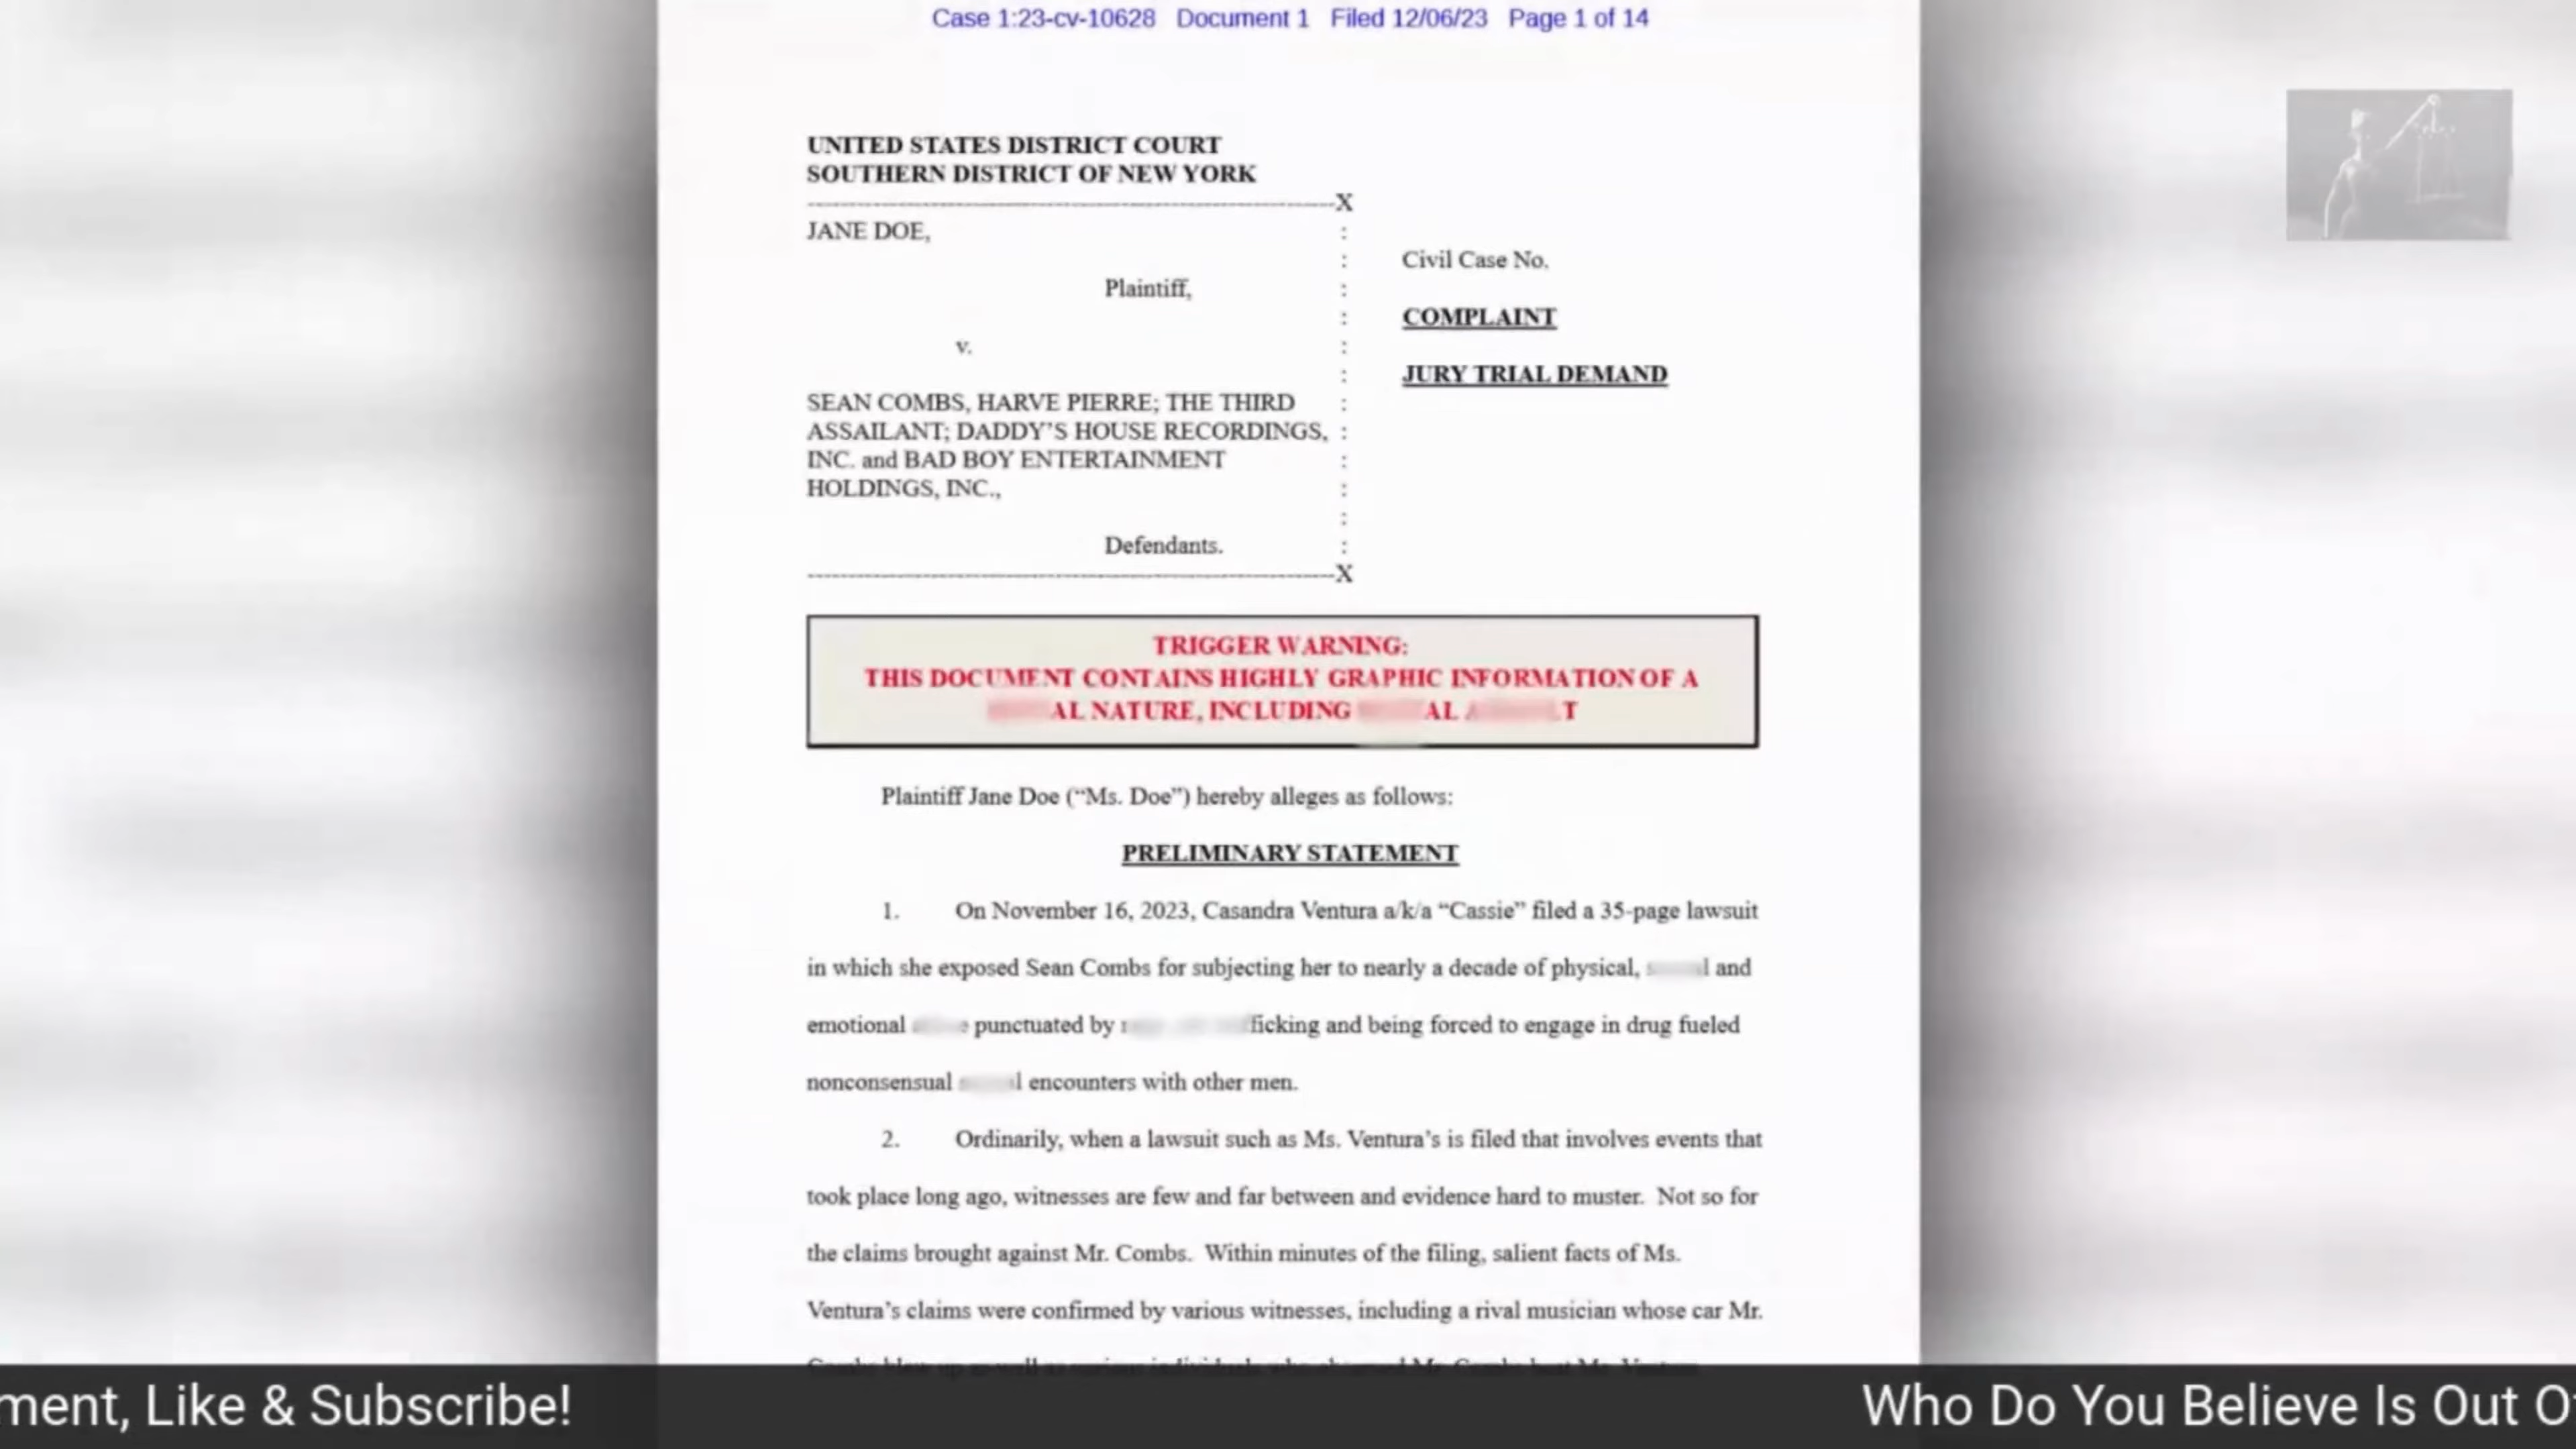 Case 1:23-cv-10628 Document 1 Filed 12/06/23 Page 1 of 14
UNITED STATES DISTRICT COURT
SOUTHERN DISTRICT OF NEW YORK
-----------------------------------------------------------------------X
JANE DOE, :
: Civil Case No.
Plaintiff, :
: COMPLAINT
v. :
: JURY TRIAL DEMAND
SEAN COMBS, HARVE PIERRE; THE THIRD :
ASSAILANT; DADDY'S HOUSE RECORDINGS, :
INC. and BAD BOY ENTERTAINMENT :
HOLDINGS, INC., :
:
Defendants. :
-----------------------------------------------------------------------X
TRIGGER WARNING:
THIS DOCUMENT CONTAINS HIGHLY GRAPHIC INFORMATION OF A
AL NATURE, INCLUDING AL T
Plaintiff Jane Doe (“Ms. Doe”) hereby alleges as follows:
PRELIMINARY STATEMENT
1. On November 16, 2023, Casandra Ventura a/k/a “Cassie” filed a 35-page lawsuit
in which she exposed Sean Combs for subjecting her to nearly a decade of physical, l and
emotional punctuated by ficking and being forced to engage in drug fueled
nonconsensual l encounters with other men.
2. Ordinarily, when a lawsuit such as Ms. Ventura’s is filed that involves events that
took place long ago, witnesses are few and far between and evidence hard to muster. Not so for
the claims brought against Mr. Combs. Within minutes of the filing, salient facts of Ms.
Ventura’s claims were confirmed by various witnesses, including a rival musician whose car Mr.
ment, Like & Subscribe! Who Do You Believe Is Out O